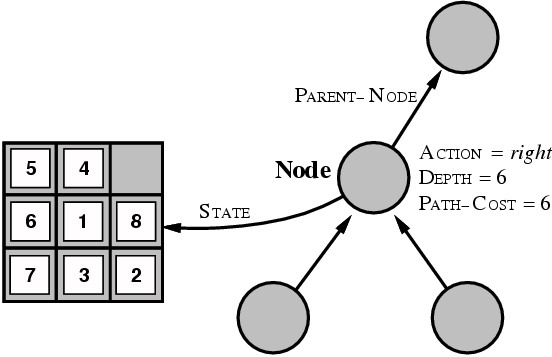 PARENT–NODE
Node
ACTION = right
DEPTH = 6
PATH–COST = 6
STATE
5 4
6 1 8
7 3 2